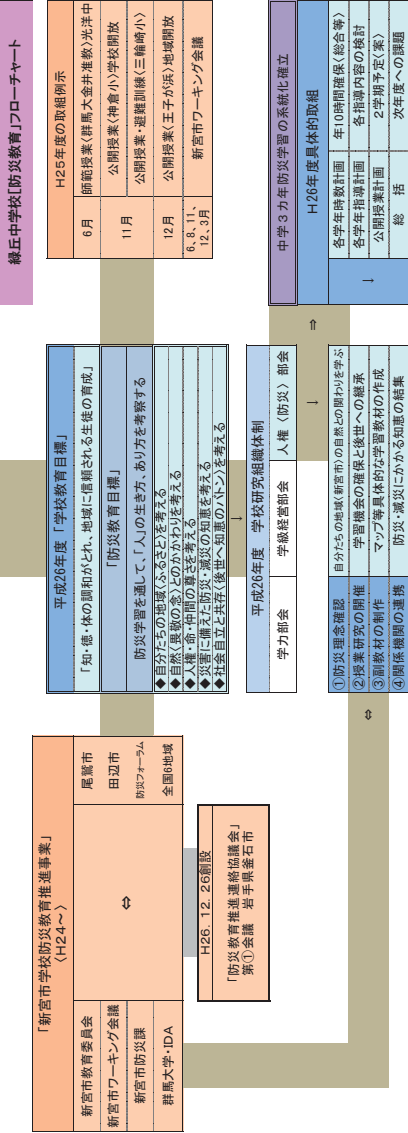 緑丘中学校「防災教育」フローチャート
「新宮市学校防災教育推進事業」
〈H24～〉
新宮市教育委員会
新宮市ワーキング会議
新宮市防災課
群馬大学・IDA
⇔
尾鷲市
田辺市
防災フォーラム
全国6地域
H26．12．26創設
「防災教育推進連絡協議会」
第①会議　岩手県釜石市
平成26年度　「学校教育目標」
「知・徳・体の調和がとれ、地域に信頼される生徒の育成」
「防災教育目標」
防災学習を通して、「人」の生き方、あり方を考察する
◆自分たちの地域〈ふるさと〉を考える
◆自然〈畏敬の念〉とのかかわりを考える
◆人権・命・仲間の尊さを考える
◆災害に備えた防災・減災の知恵を考える
◆社会自立と共存〈後世へ知恵のバトン〉を考える
↓
平成26年度　学校研究組織体制
学力部会　学級経営部会　人権〈防災〉部会
↓
①防災理念確認　自分たちの地域〈新宮市〉の自然との関わりを学ぶ
②授業研究の開催　学習機会の確保と後世への継承
③副教材の制作　マップ等具体的な学習教材の作成
④関係機関の連携　防災・減災にかかる知恵の結集
⇔
⇒
H25年度の取組例示
6月　師範授業〈群馬大金井推教〉光洋中
11月　公開授業〈神倉小〉学校開放
公開授業・避難訓練〈三輪崎小〉
12月　公開授業〈王子が浜〉地域開放
6、8、11、12、3月　新宮市ワーキング会議
中学3カ年防災学習の系統化確立
H26年度具体的取組
↓
各学年時数計画　年10時間確保〈総合等〉
各学年指導計画　各指導内容の検討
公開授業計画　2学期予定〈案〉
総　括　次年度への課題